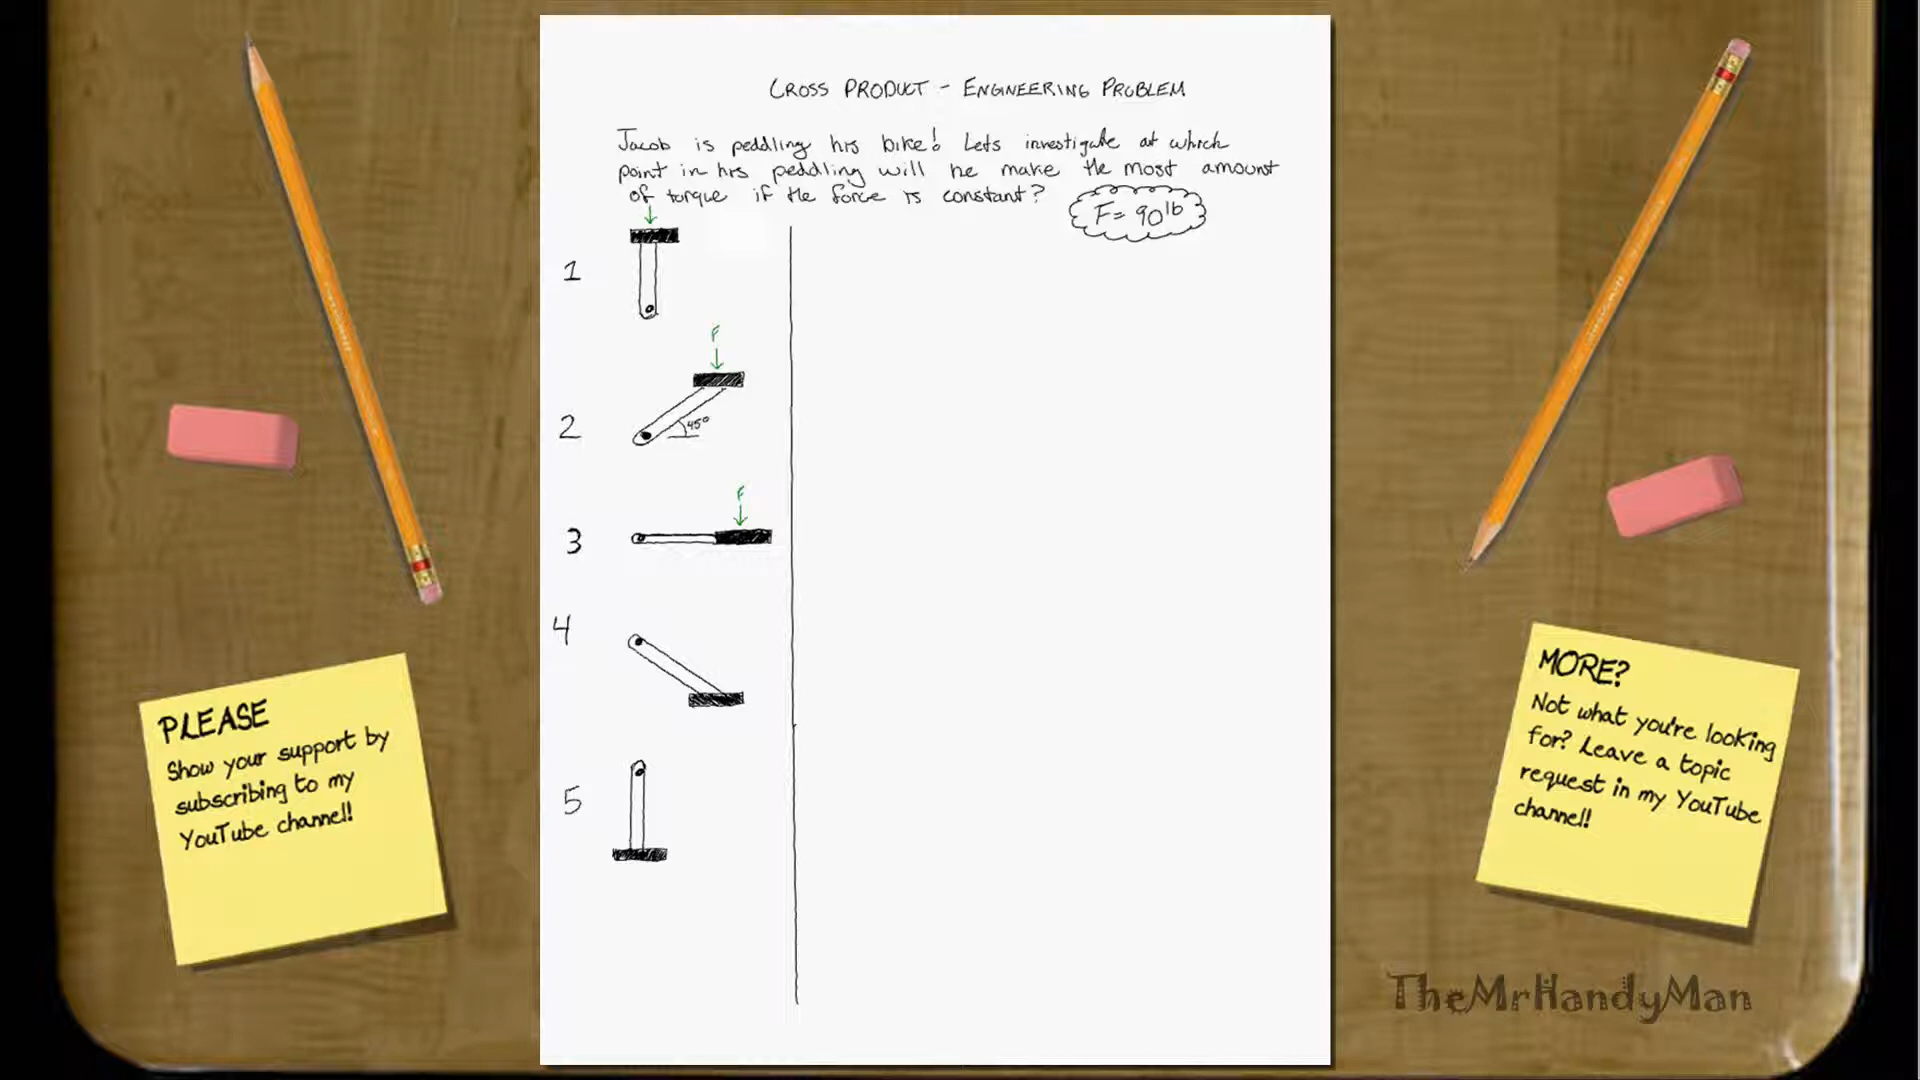 CROSS PRODUCT - ENGINEERING PROBLEM
Jacob is peddling his bike! Lets investigate at which
point in his peddling will he make the most amount
of torque if the force is constant?
F = 90 lb
1
F
2
45°
F
3
4
5
PLEASE
Show your support by
subscribing to my
YouTube channel!
MORE?
Not what you're looking
for? Leave a topic
request in my YouTube
channel!
TheMrHandyMan